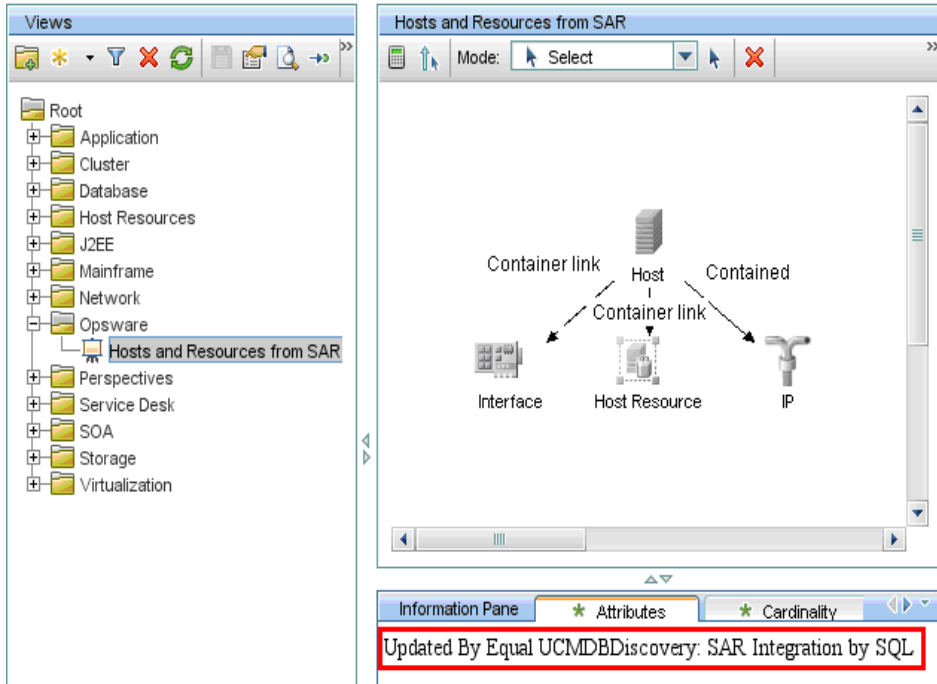 Views
Root
Application
Cluster
Database
Host Resources
J2EE
Mainframe
Network
Opsware
Hosts and Resources from SAR
Perspectives
Service Desk
SOA
Storage
Virtualization
Hosts and Resources from SAR
Mode: Select
Container link
Host
Contained
Container link
Interface
Host Resource
IP
Information Pane
Attributes
Cardinality
Updated By Equal UCMDBDiscovery: SAR Integration by SQL